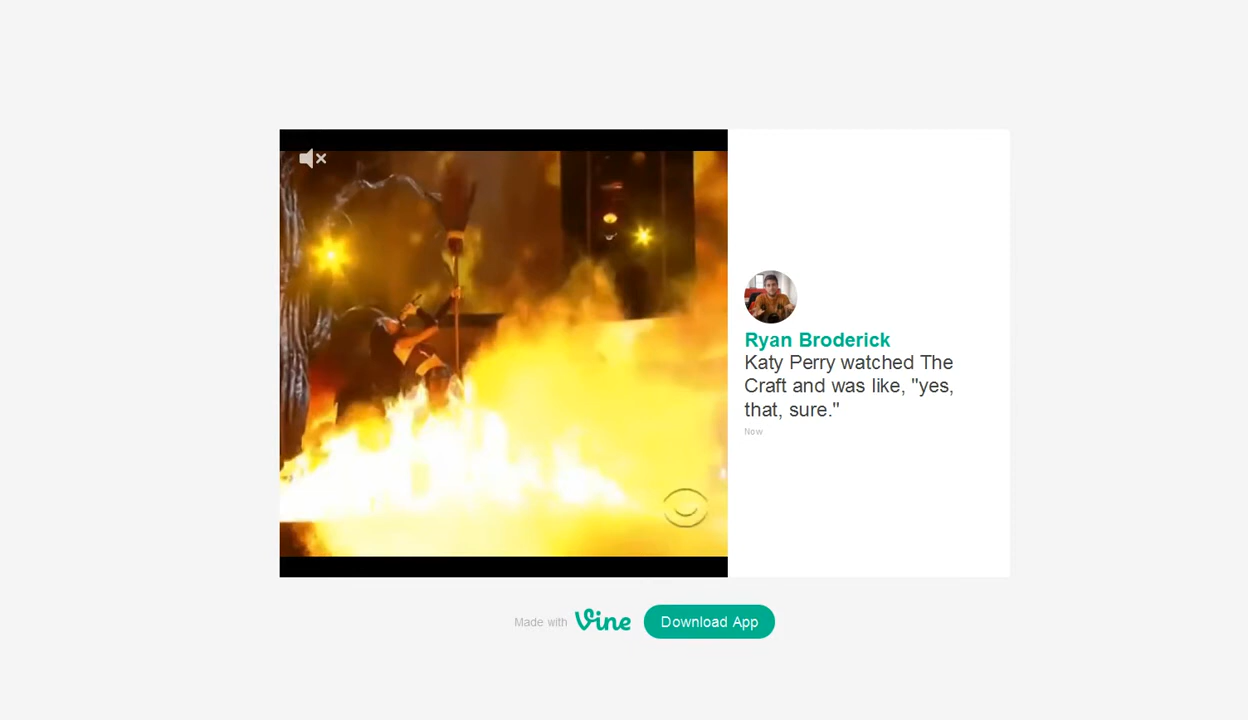 Ryan Broderick
Katy Perry watched The
Craft and was like, "yes,
that, sure."
Now
Made with Vine Download App